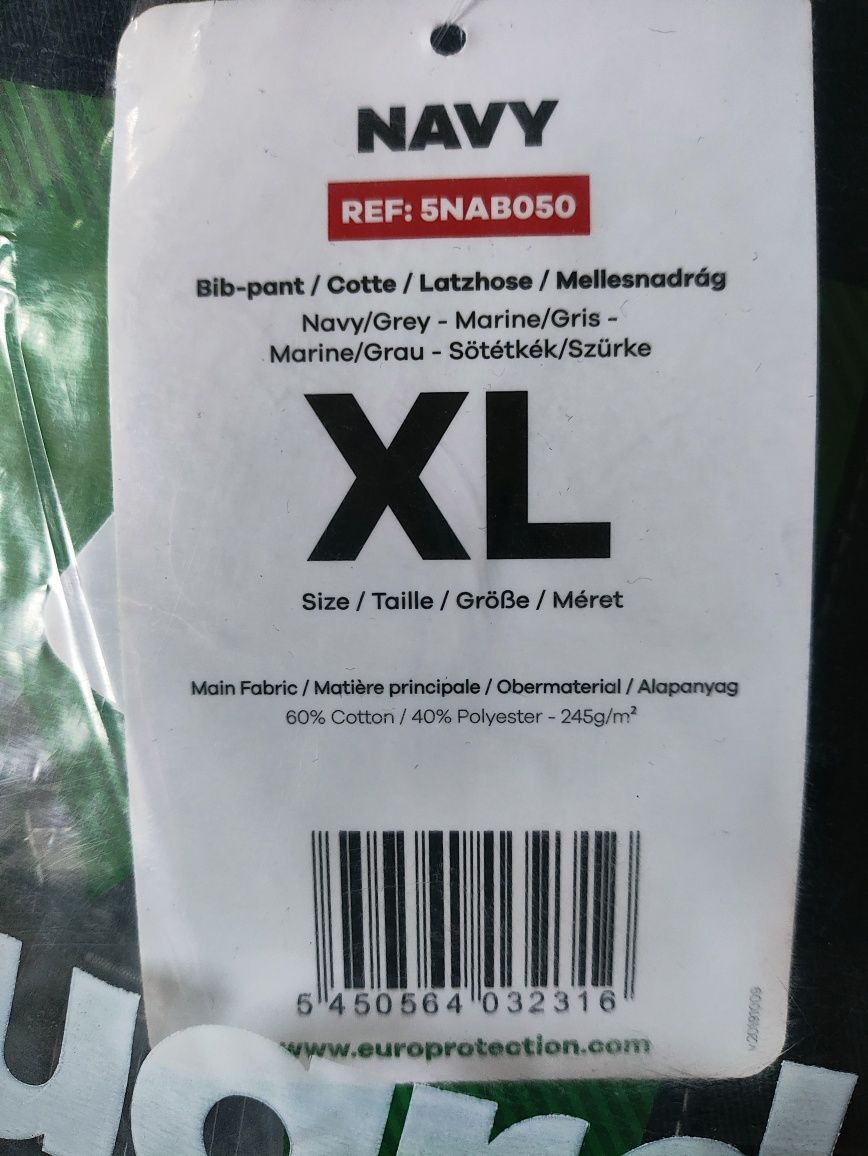 NAVY
REF: 5NAB050
Bib-pant / Cotte / Latzhose / Mellesnadrág
Navy/Grey - Marine/Gris -
Marine/Grau - Sötétkék/Szürke
XL
Size / Taille / Größe / Méret
Main Fabric / Matière principale / Obermaterial / Alapanyag
60% Cotton / 40% Polyester - 245g/m²
5 450564 032316
www.europrotection.com